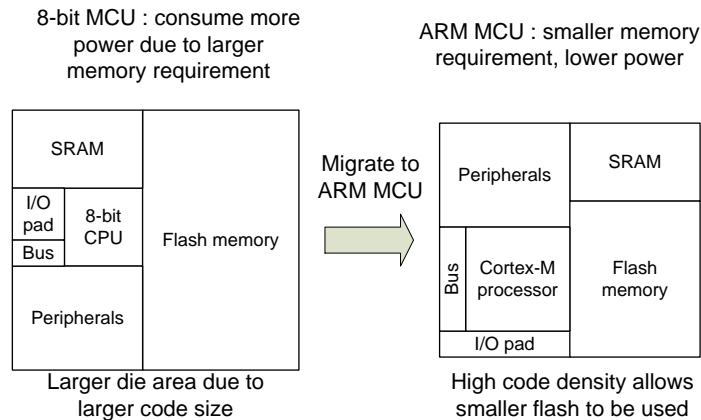 8-bit MCU : consume more
power due to larger
memory requirement
SRAM
I/O
pad
8-bit
CPU
Bus
Flash memory
Peripherals
Larger die area due to
larger code size
Migrate to
ARM MCU
ARM MCU : smaller memory
requirement, lower power
Peripherals
SRAM
Bus
Cortex-M
processor
Flash
memory
I/O pad
High code density allows
smaller flash to be used